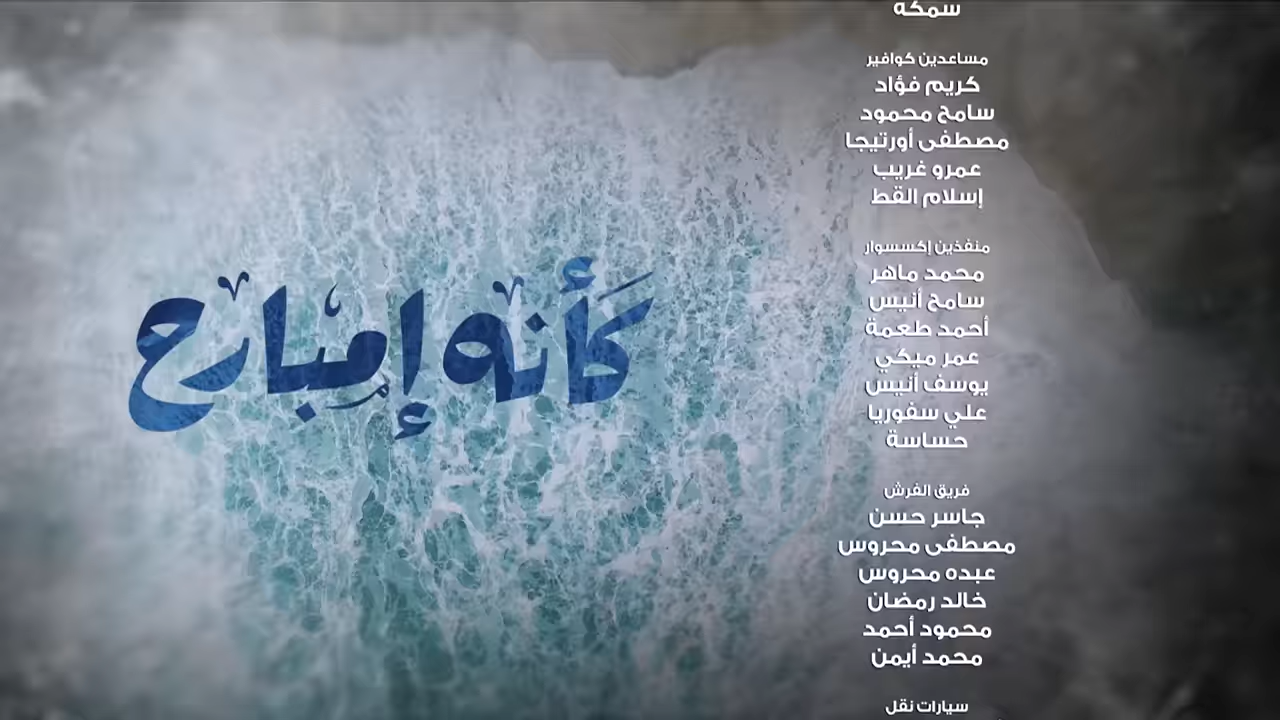 كأنه إمبارح
سمكة
مساعدين كوافير
كريم فؤاد
سامح محمود
مصطفى أورتيجا
عمرو غريب
إسلام القط
منفذين إكسسوار
محمد ماهر
سامح أنيس
أحمد طعمة
عمر ميكي
يوسف أنيس
علي سفوريا
حساسة
فريق الفرش
جاسر حسن
مصطفى محروس
عبده محروس
خالد رمضان
محمود أحمد
محمد أيمن
سيارات نقل